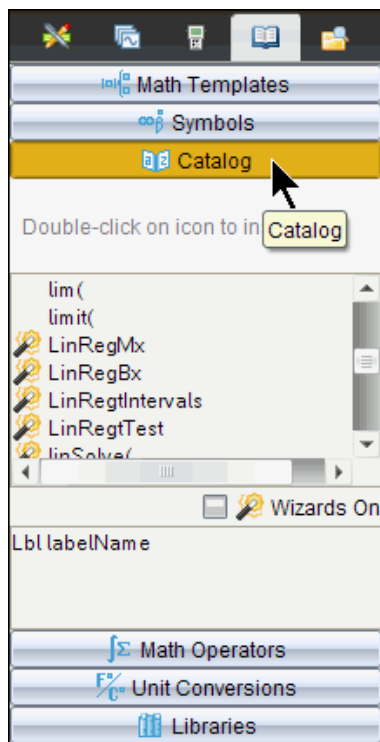 Math Templates
Symbols
Catalog
Double-click on icon to in
Catalog
lim(
limit(
LinRegMx
LinRegBx
LinRegtIntervals
LinRegtTest
linSolve(
Wizards On
Lbl labelName
Math Operators
Unit Conversions
Libraries